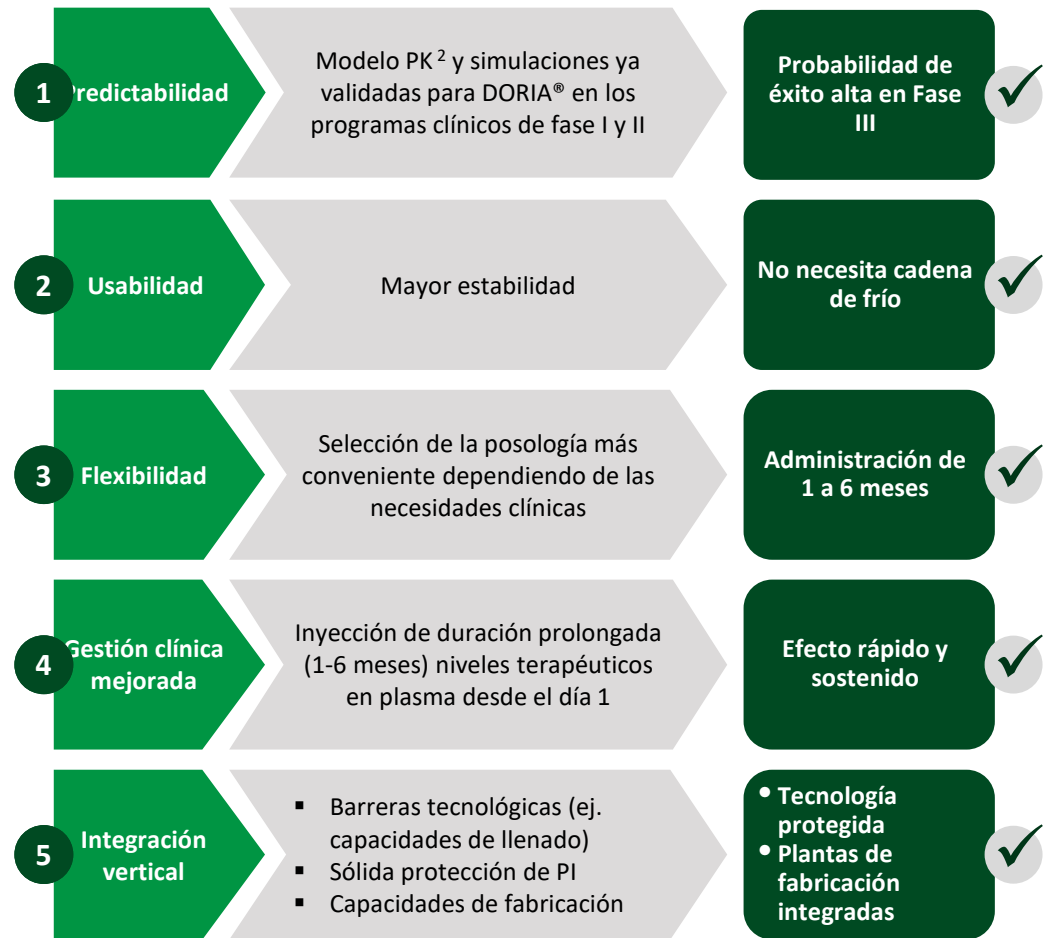 1
Predictabilidad
Modelo PK 2 y simulaciones ya
validadas para DORIA® en los
programas clínicos de fase I y II
Probabilidad de
éxito alta en Fase
III
2
Usabilidad
Mayor estabilidad
No necesita cadena
de frío
3
Flexibilidad
Selección de la posología más
conveniente dependiendo de las
necesidades clínicas
Administración de
1 a 6 meses
4
Gestión clínica
mejorada
Inyección de duración prolongada
(1-6 meses) niveles terapéuticos
en plasma desde el día 1
Efecto rápido y
sostenido
5
Integración
vertical
▪ Barreras tecnológicas (ej.
capacidades de llenado)
▪ Sólida protección de PI
▪ Capacidades de fabricación
• Tecnología
protegida
• Plantas de
fabricación
integradas